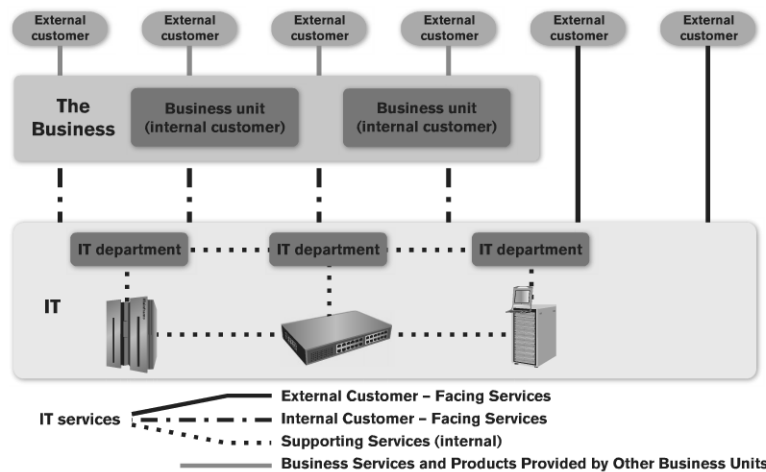 External
customer
External
customer
External
customer
External
customer
External
customer
External
customer
The
Business
Business unit
(internal customer)
Business unit
(internal customer)
IT department
IT department
IT department
IT
IT services
External Customer – Facing Services
Internal Customer – Facing Services
Supporting Services (internal)
Business Services and Products Provided by Other Business Units